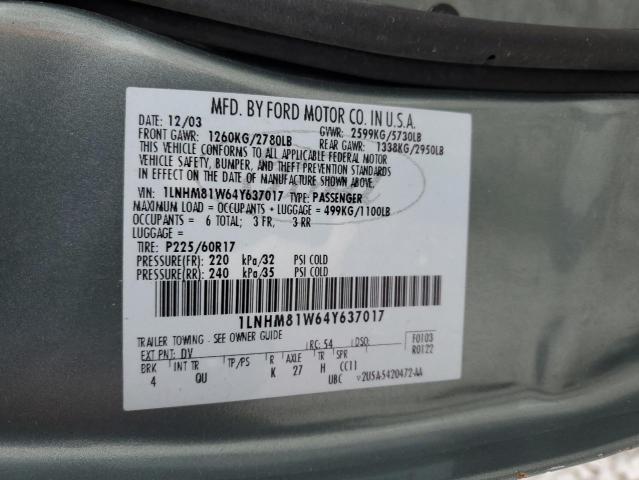 MFD. BY FORD MOTOR CO. IN U.S.A.
DATE: 12/03 GVWR: 2599KG/5730LB
FRONT GAWR: 1260KG/2780LB REAR GAWR: 1338KG/2950LB
THIS VEHICLE CONFORMS TO ALL APPLICABLE FEDERAL MOTOR
VEHICLE SAFETY, BUMPER, AND THEFT PREVENTION STANDARDS
IN EFFECT ON THE DATE OF MANUFACTURE SHOWN ABOVE.
VIN: 1LNHM81W64Y637017 TYPE: PASSENGER
MAXIMUM LOAD = OCCUPANTS + LUGGAGE = 499KG/1100LB
OCCUPANTS = 6 TOTAL; 3 FR, 3 RR
LUGGAGE =
TIRE: P225/60R17
PRESSURE(FR): 220 kPa/32 PSI COLD
PRESSURE(RR): 240 kPa/35 PSI COLD
1LNHM81W64Y637017
TRAILER TOWING - SEE OWNER GUIDE
EXT PNT: DV RC: 54 DSO: F0103
R0122
BRK INT TR TP/PS R AXLE TR SPR
4 QU K 27 H CC11
UBC v2U5A-5420472-AA